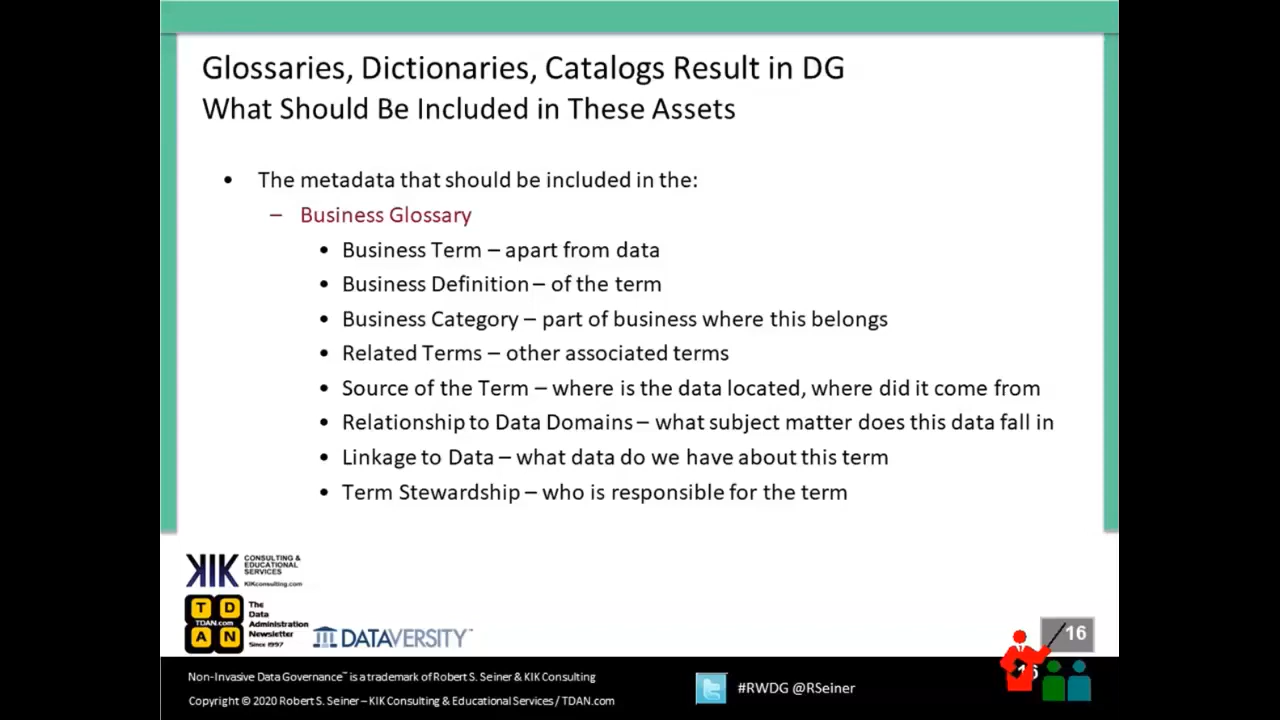 Glossaries, Dictionaries, Catalogs Result in DG
What Should Be Included in These Assets
• The metadata that should be included in the:
– Business Glossary
• Business Term – apart from data
• Business Definition – of the term
• Business Category – part of business where this belongs
• Related Terms – other associated terms
• Source of the Term – where is the data located, where did it come from
• Relationship to Data Domains – what subject matter does this data fall in
• Linkage to Data – what data do we have about this term
• Term Stewardship – who is responsible for the term
KIK CONSULTING &
EDUCATIONAL
SERVICES
KIKconsulting.com
T D
TDAN.com
A N
The
Data
Administration
Newsletter
Since 1997
DATAVERSITY™
16
16
Non-Invasive Data Governance™ is a trademark of Robert S. Seiner & KIK Consulting
Copyright © 2020 Robert S. Seiner – KIK Consulting & Educational Services / TDAN.com
#RWDG @RSeiner